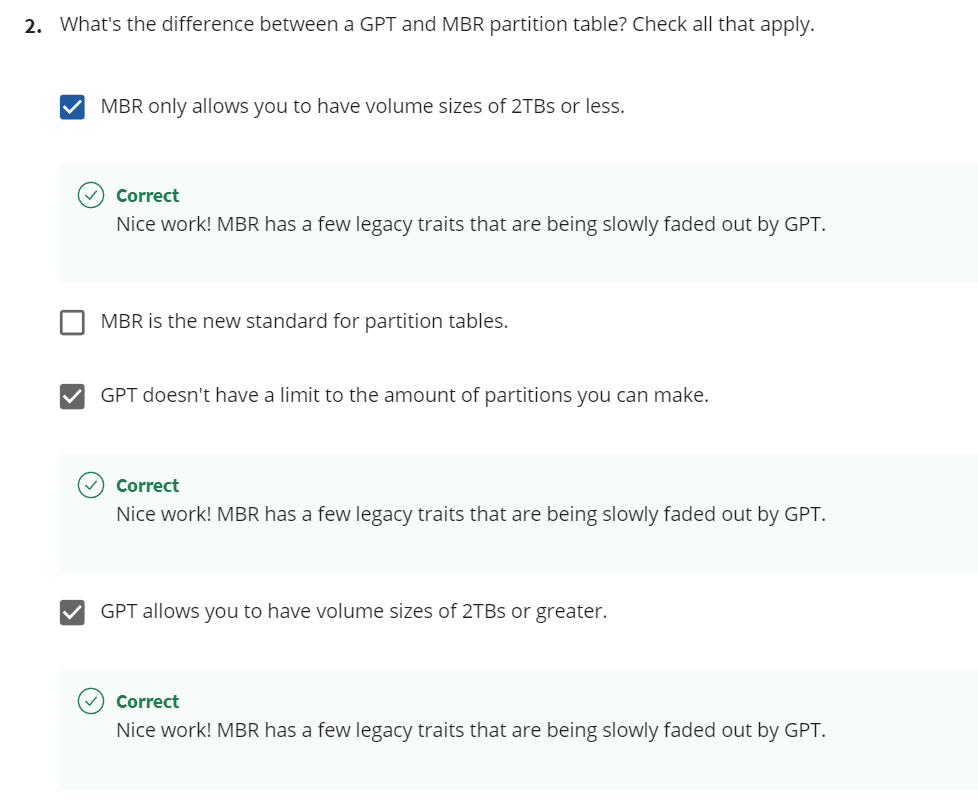 2. What's the difference between a GPT and MBR partition table? Check all that apply.
MBR only allows you to have volume sizes of 2TBs or less.
Correct
Nice work! MBR has a few legacy traits that are being slowly faded out by GPT.
MBR is the new standard for partition tables.
GPT doesn't have a limit to the amount of partitions you can make.
Correct
Nice work! MBR has a few legacy traits that are being slowly faded out by GPT.
GPT allows you to have volume sizes of 2TBs or greater.
Correct
Nice work! MBR has a few legacy traits that are being slowly faded out by GPT.